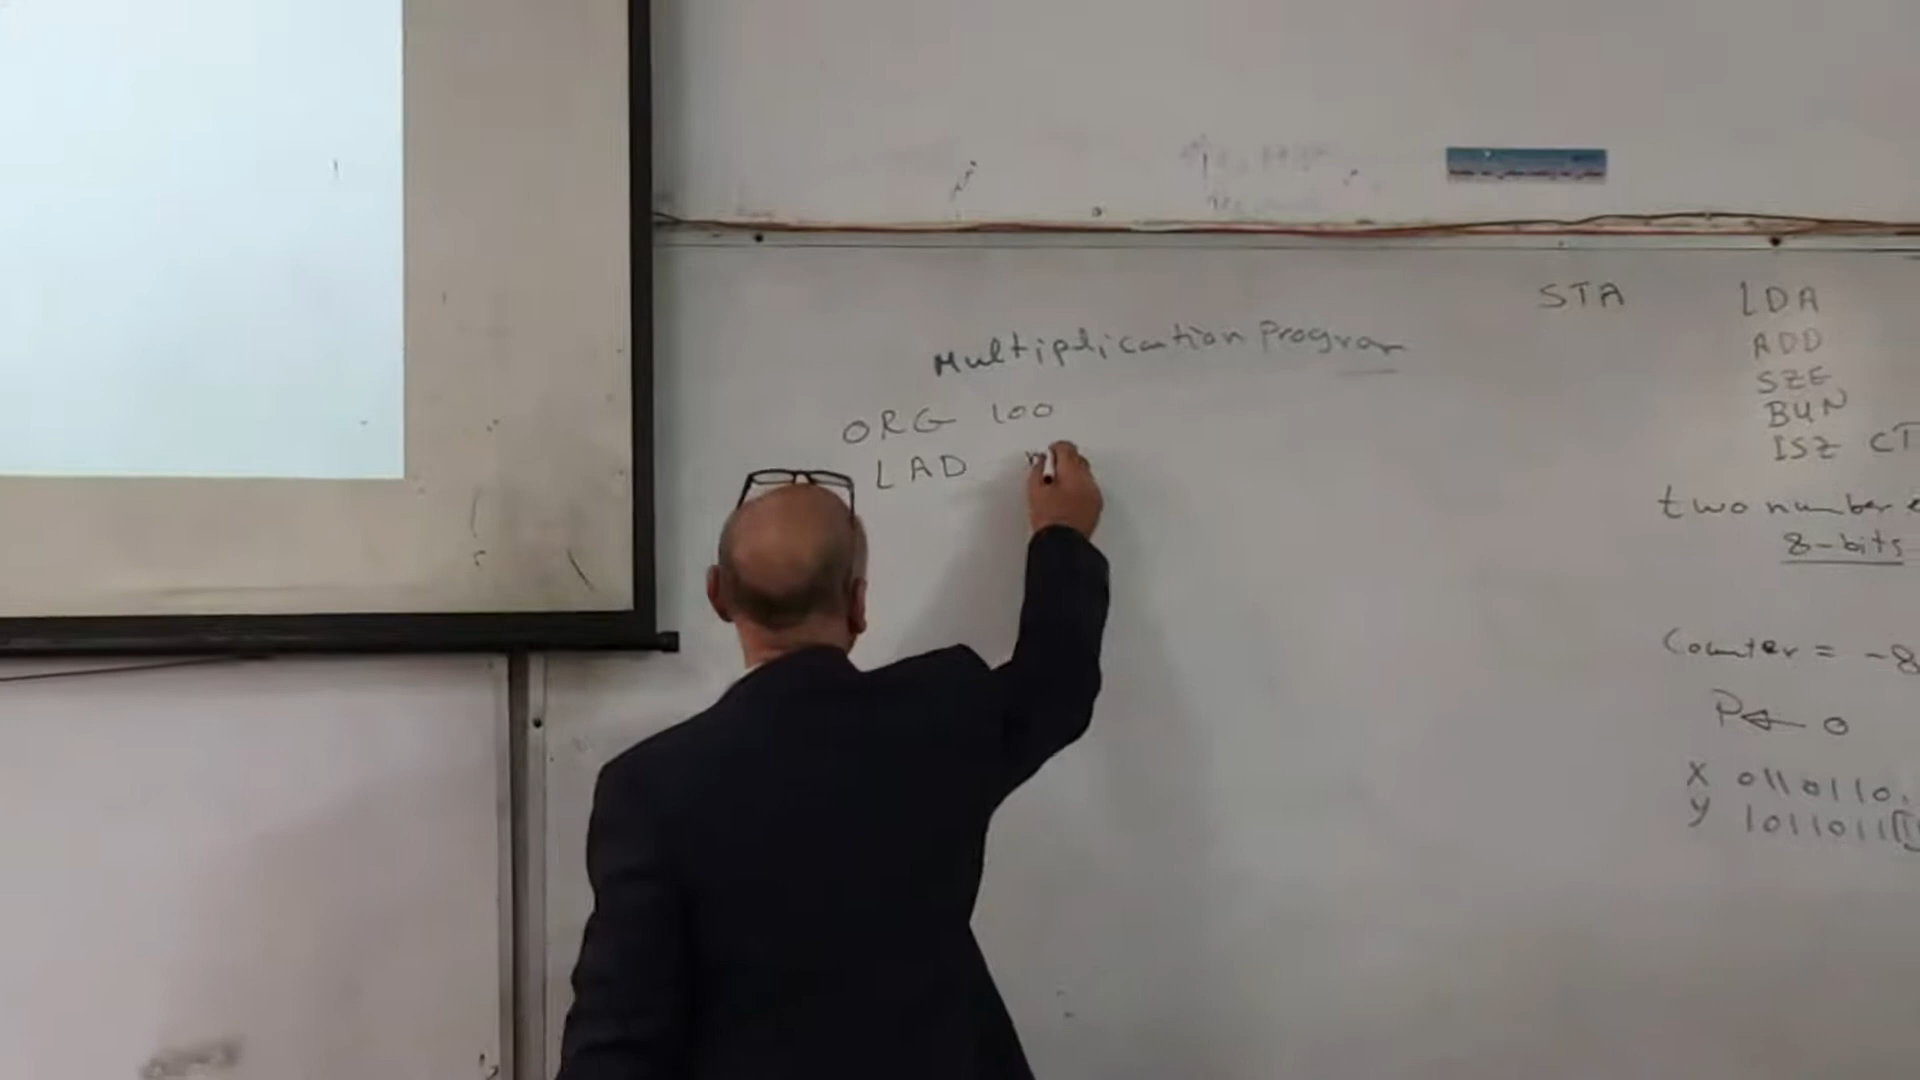 Multiplication Program
ORG 100
LAD
STA LDA
ADD
SZE
BUN
ISZ CT
two number
8-bits
Counter = -8
P ← 0
X 0110110
y 1011011